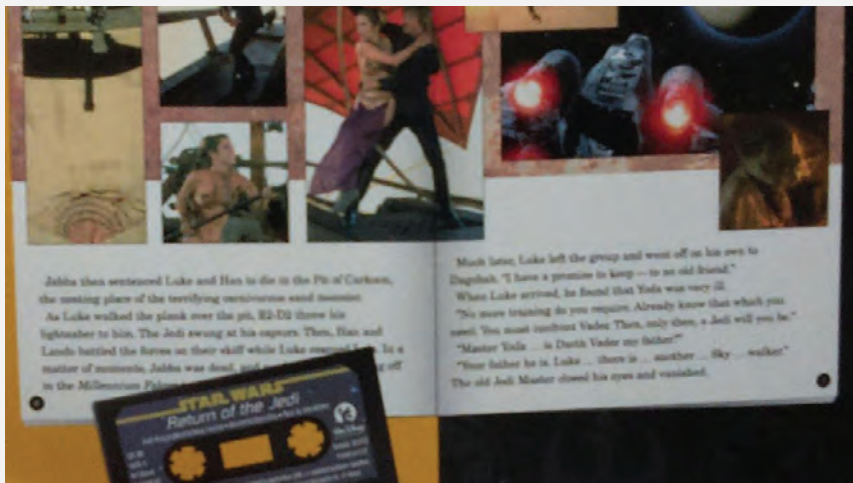 Jabba then sentenced Luke and Han to die in the Pit of Carkoon,
the nesting place of the terrifying carnivorous sand monster.
As Luke walked the plank over the pit, R2-D2 threw his
lightsaber to him. The Jedi swung at his captors. Then, Han and
Lando battled the forces on their skiff while Luke In a
matter of moments, Jabba was dead, and off
in the Millennium
Much later, Luke left the group and went off on his own to
Dagobah. "I have a promise to keep — to an old friend."
When Luke arrived, he found that Yoda was very ill.
"No more training do you require. Already know that which you
need. You must confront Vader. Then, only then, a Jedi will you be."
"Master Yoda ... is Darth Vader my father?"
"Your father he is. Luke ... there is ... another ... Sky ... walker."
The old Jedi Master closed his eyes and vanished.
STAR WARS
Return of the Jedi